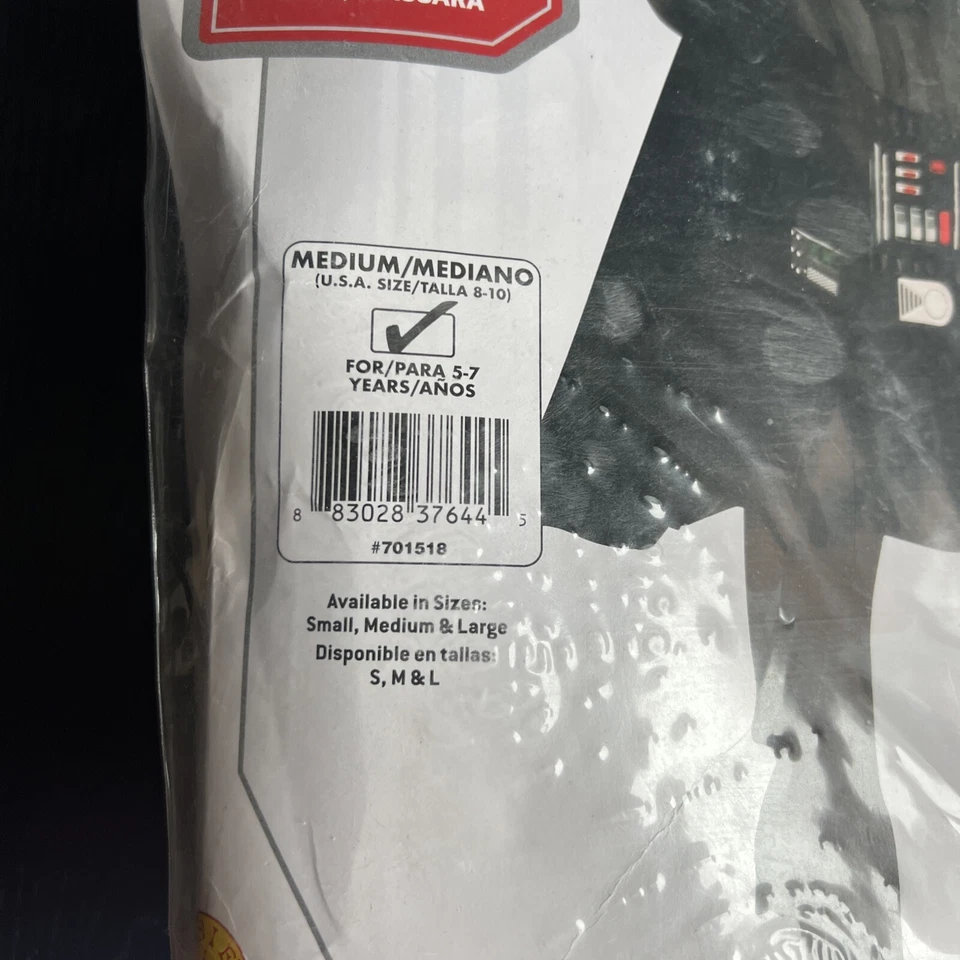 MEDIUM/MEDIANO
(U.S.A. SIZE/TALLA 8-10)
FOR/PARA 5-7
YEARS/AÑOS
8 83028 37644 5
#701518
Available in Sizes:
Small, Medium & Large
Disponible en tallas:
S, M & L